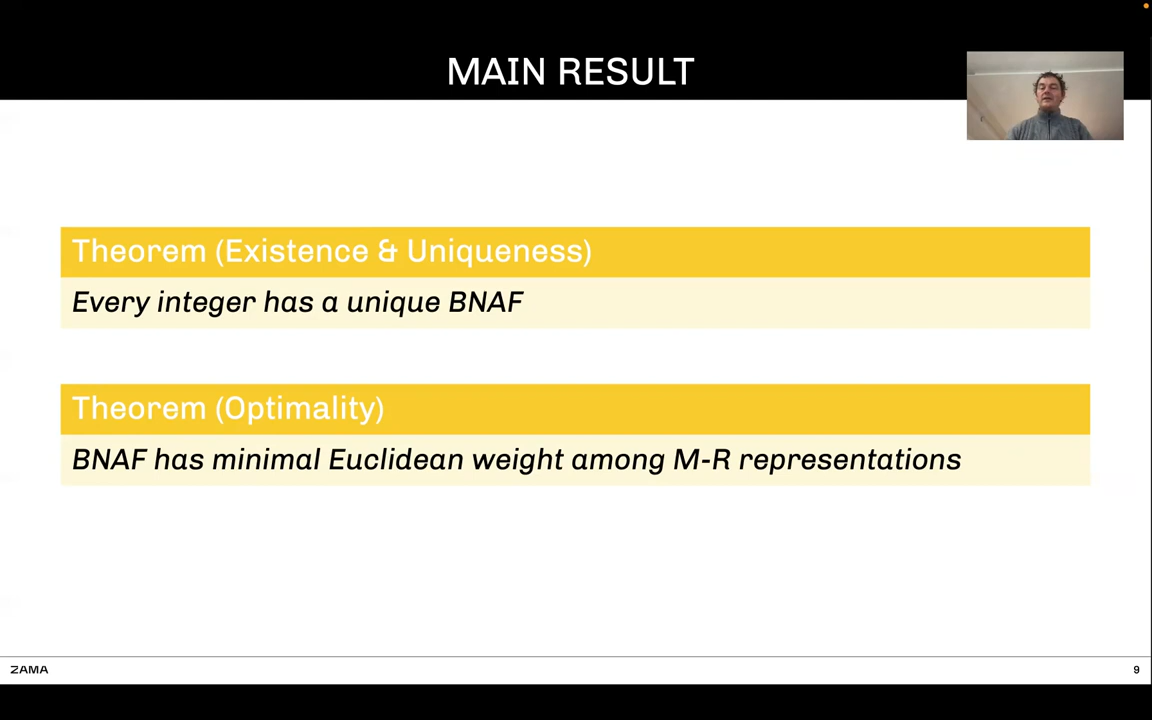 MAIN RESULT
Theorem (Existence & Uniqueness)
Every integer has a unique BNAF
Theorem (Optimality)
BNAF has minimal Euclidean weight among M-R representations
ZAMA
9